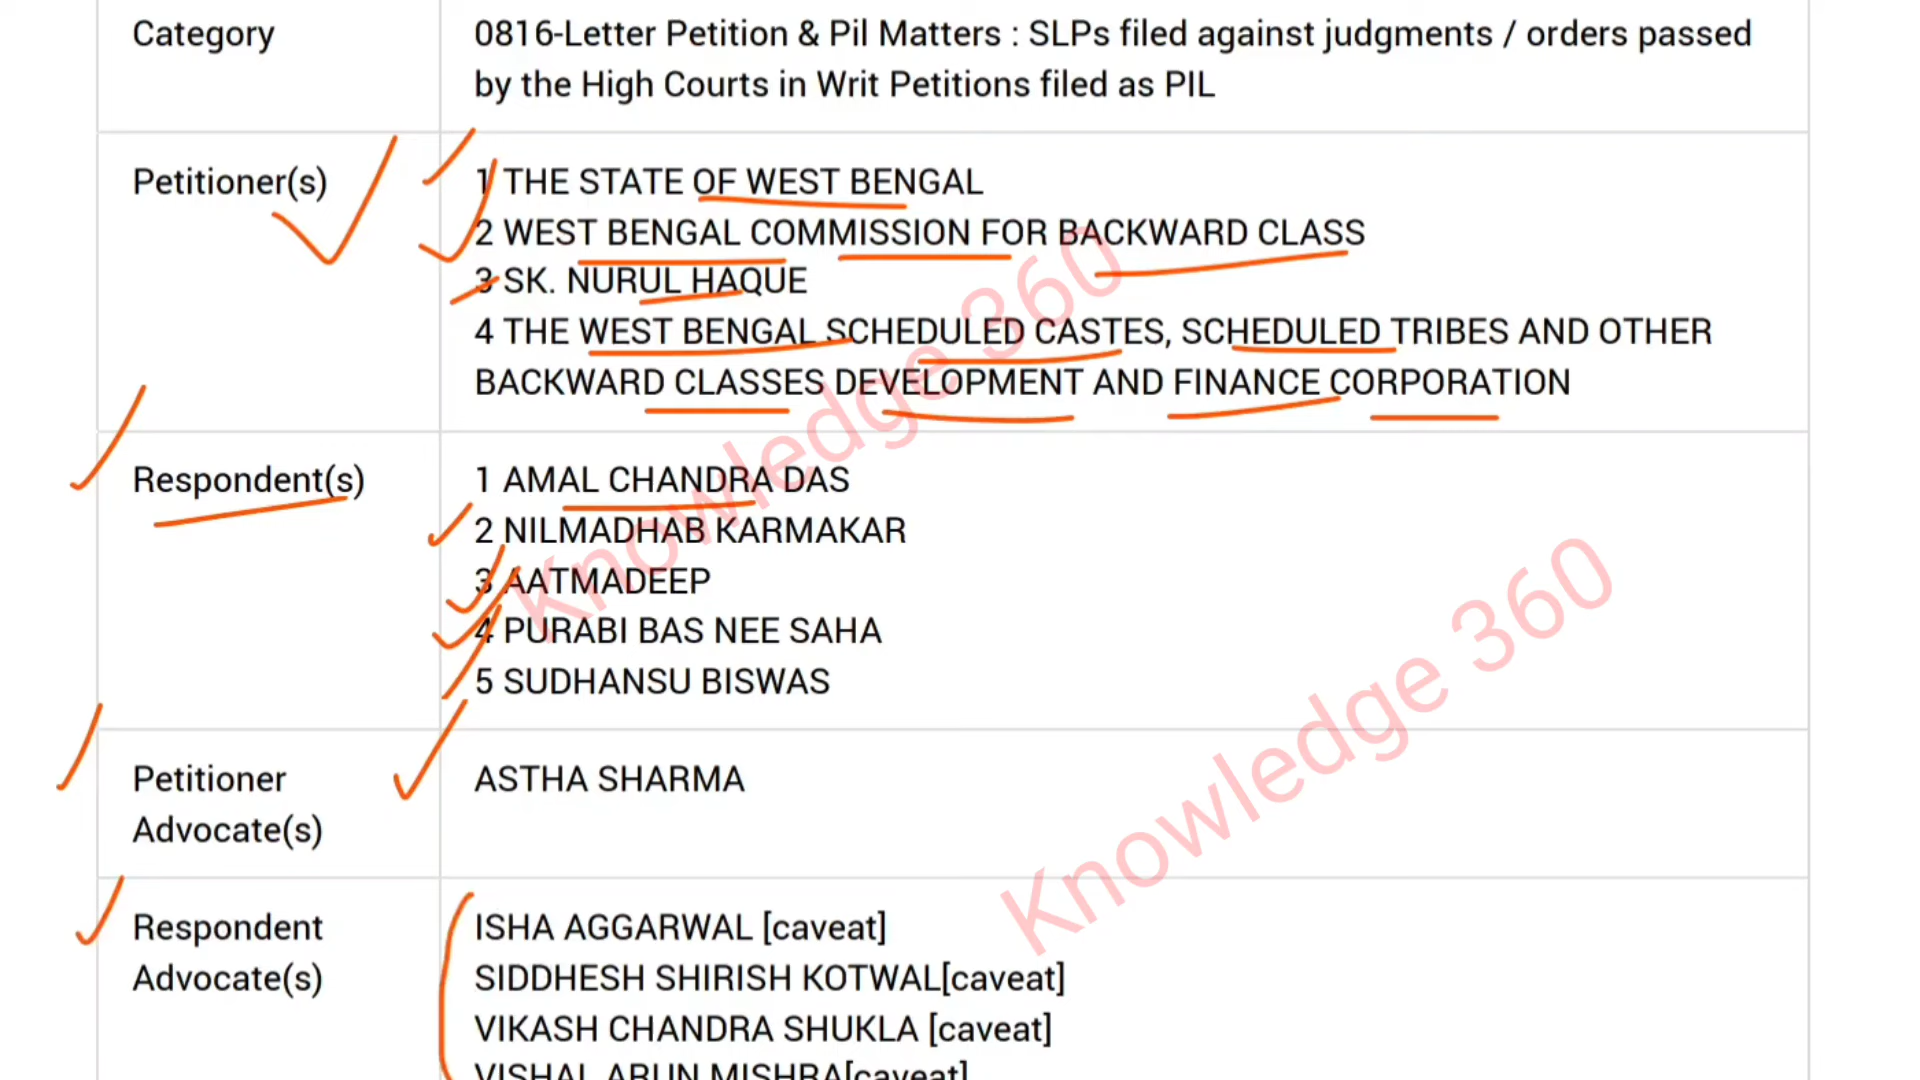 Category
0816-Letter Petition & Pil Matters : SLPs filed against judgments / orders passed
by the High Courts in Writ Petitions filed as PIL
Petitioner(s)
1 THE STATE OF WEST BENGAL
2 WEST BENGAL COMMISSION FOR BACKWARD CLASS
3 SK. NURUL HAQUE
4 THE WEST BENGAL SCHEDULED CASTES, SCHEDULED TRIBES AND OTHER
BACKWARD CLASSES DEVELOPMENT AND FINANCE CORPORATION
Respondent(s)
1 AMAL CHANDRA DAS
2 NILMADHAB KARMAKAR
3 AATMADEEP
4 PURABI BAS NEE SAHA
5 SUDHANSU BISWAS
Petitioner
Advocate(s)
ASTHA SHARMA
Respondent
Advocate(s)
ISHA AGGARWAL [caveat]
SIDDHESH SHIRISH KOTWAL[caveat]
VIKASH CHANDRA SHUKLA [caveat]
VISHAL ARUN MISHRA[caveat]
Knowledge 360
Knowledge 360